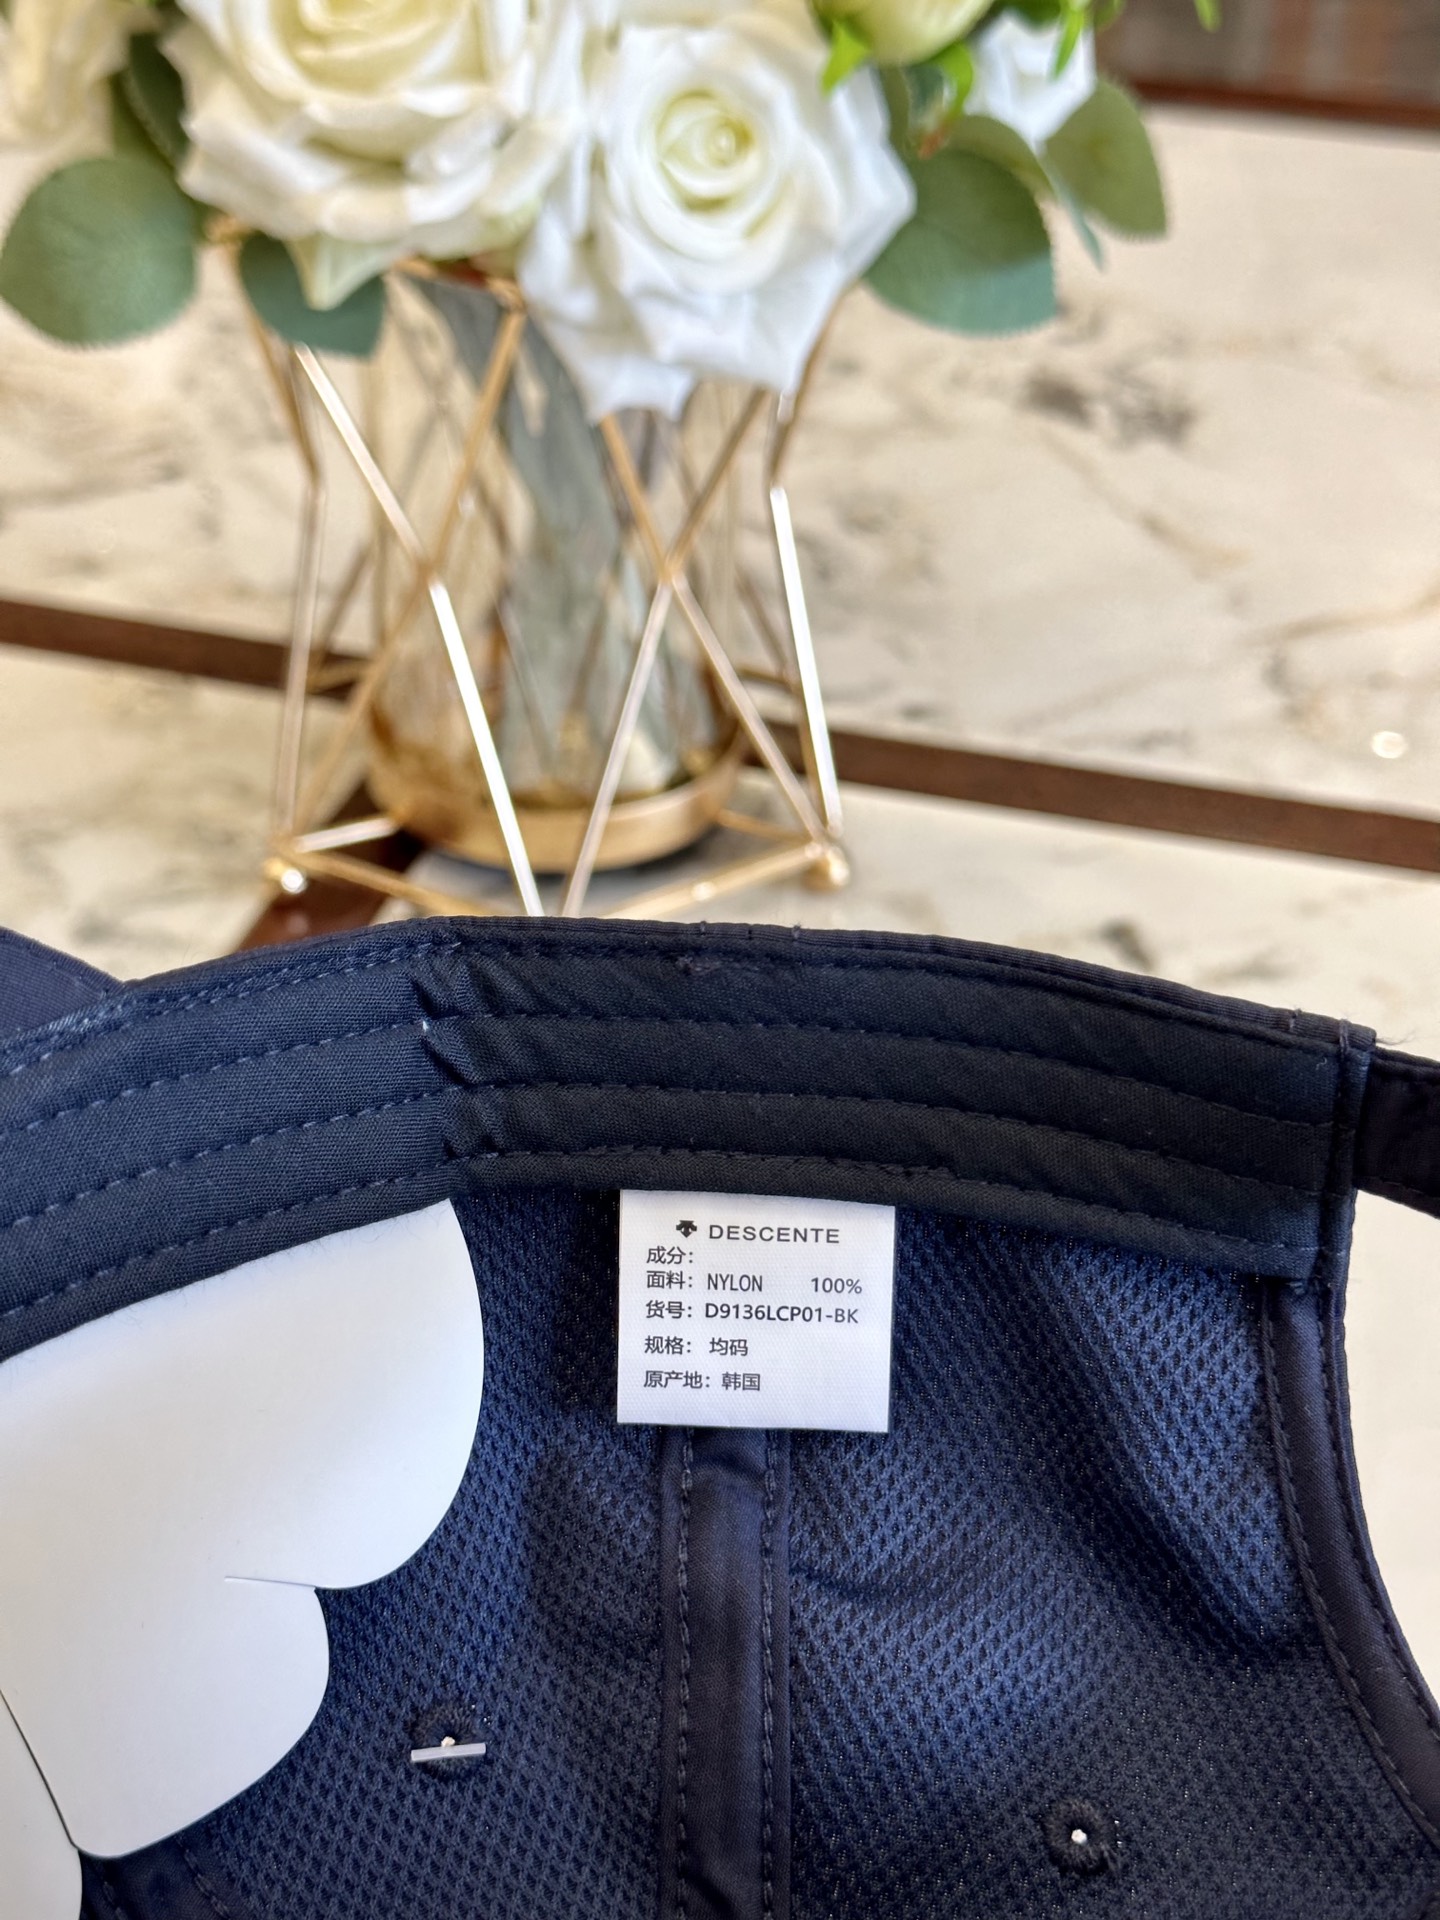 DESCENTE
成分：
面料：NYLON 100%
货号：D9136LCP01-BK
规格：均码
原产地：韩国